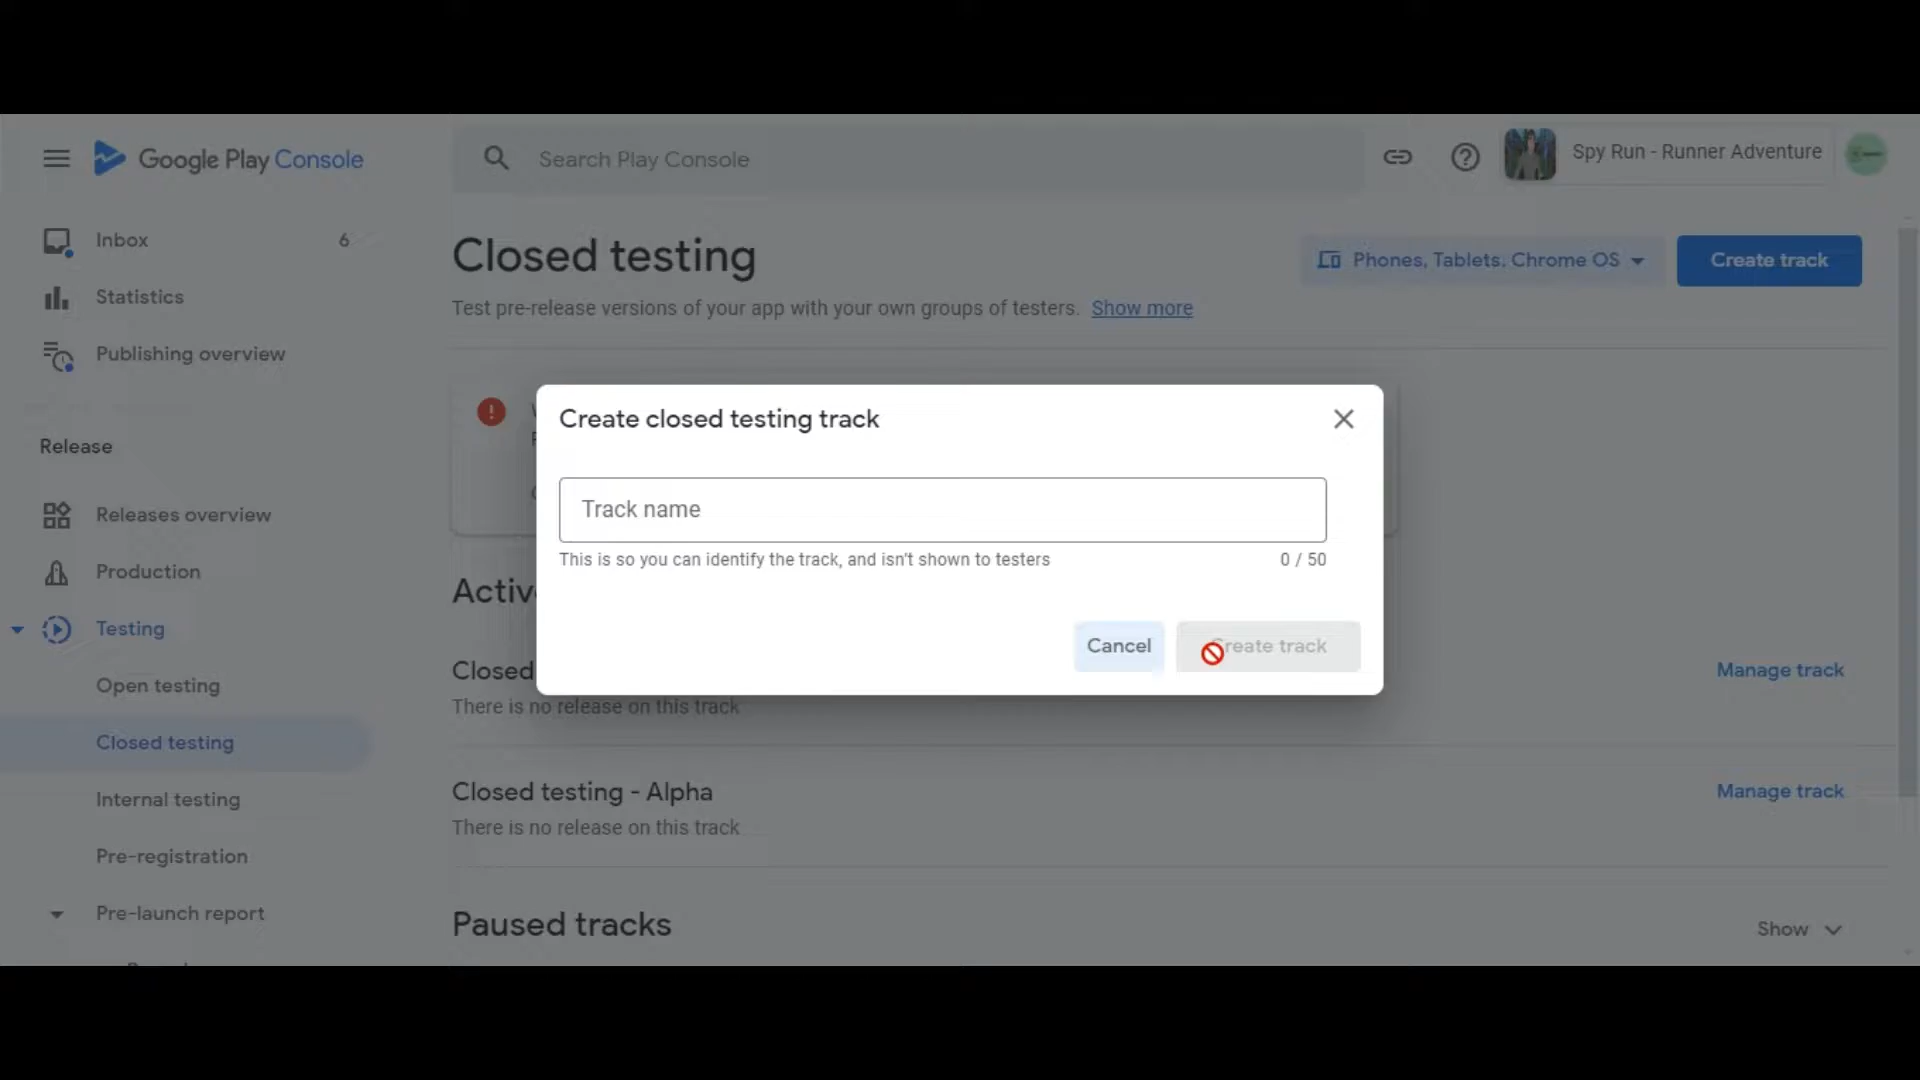 Google Play Console
Search Play Console
Spy Run - Runner Adventure
Inbox 6
Statistics
Publishing overview
Release
Releases overview
Production
Testing
Open testing
Closed testing
Internal testing
Pre-registration
Pre-launch report
Closed testing
Phones, Tablets, Chrome OS
Create track
Test pre-release versions of your app with your own groups of testers. Show more
Create closed testing track
Track name
This is so you can identify the track, and isn't shown to testers 0 / 50
Cancel
Create track
Closed
Manage track
There is no release on this track
Closed testing - Alpha
Manage track
There is no release on this track
Paused tracks
Show